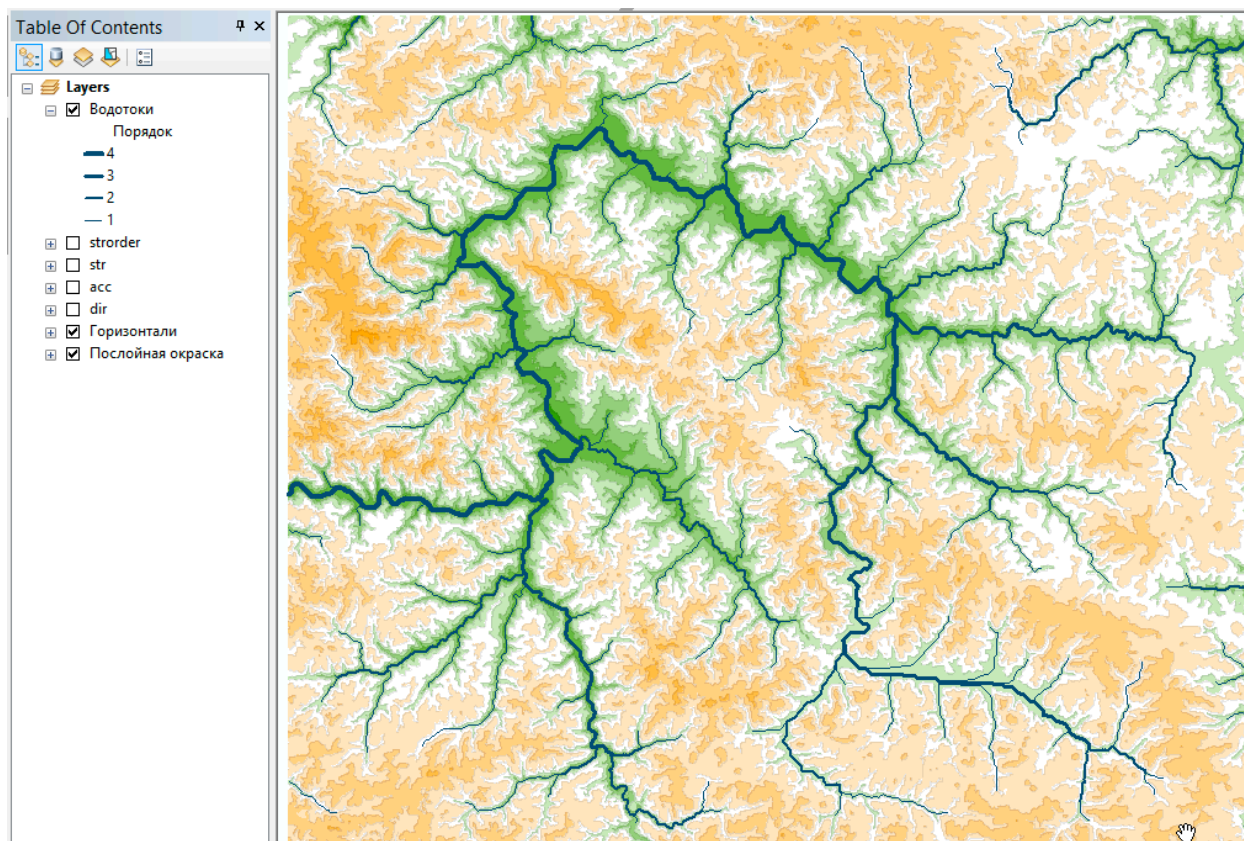 Table Of Contents
Layers
Водотоки
Порядок
4
3
2
1
strorder
str
acc
dir
Горизонтали
Послойная окраска